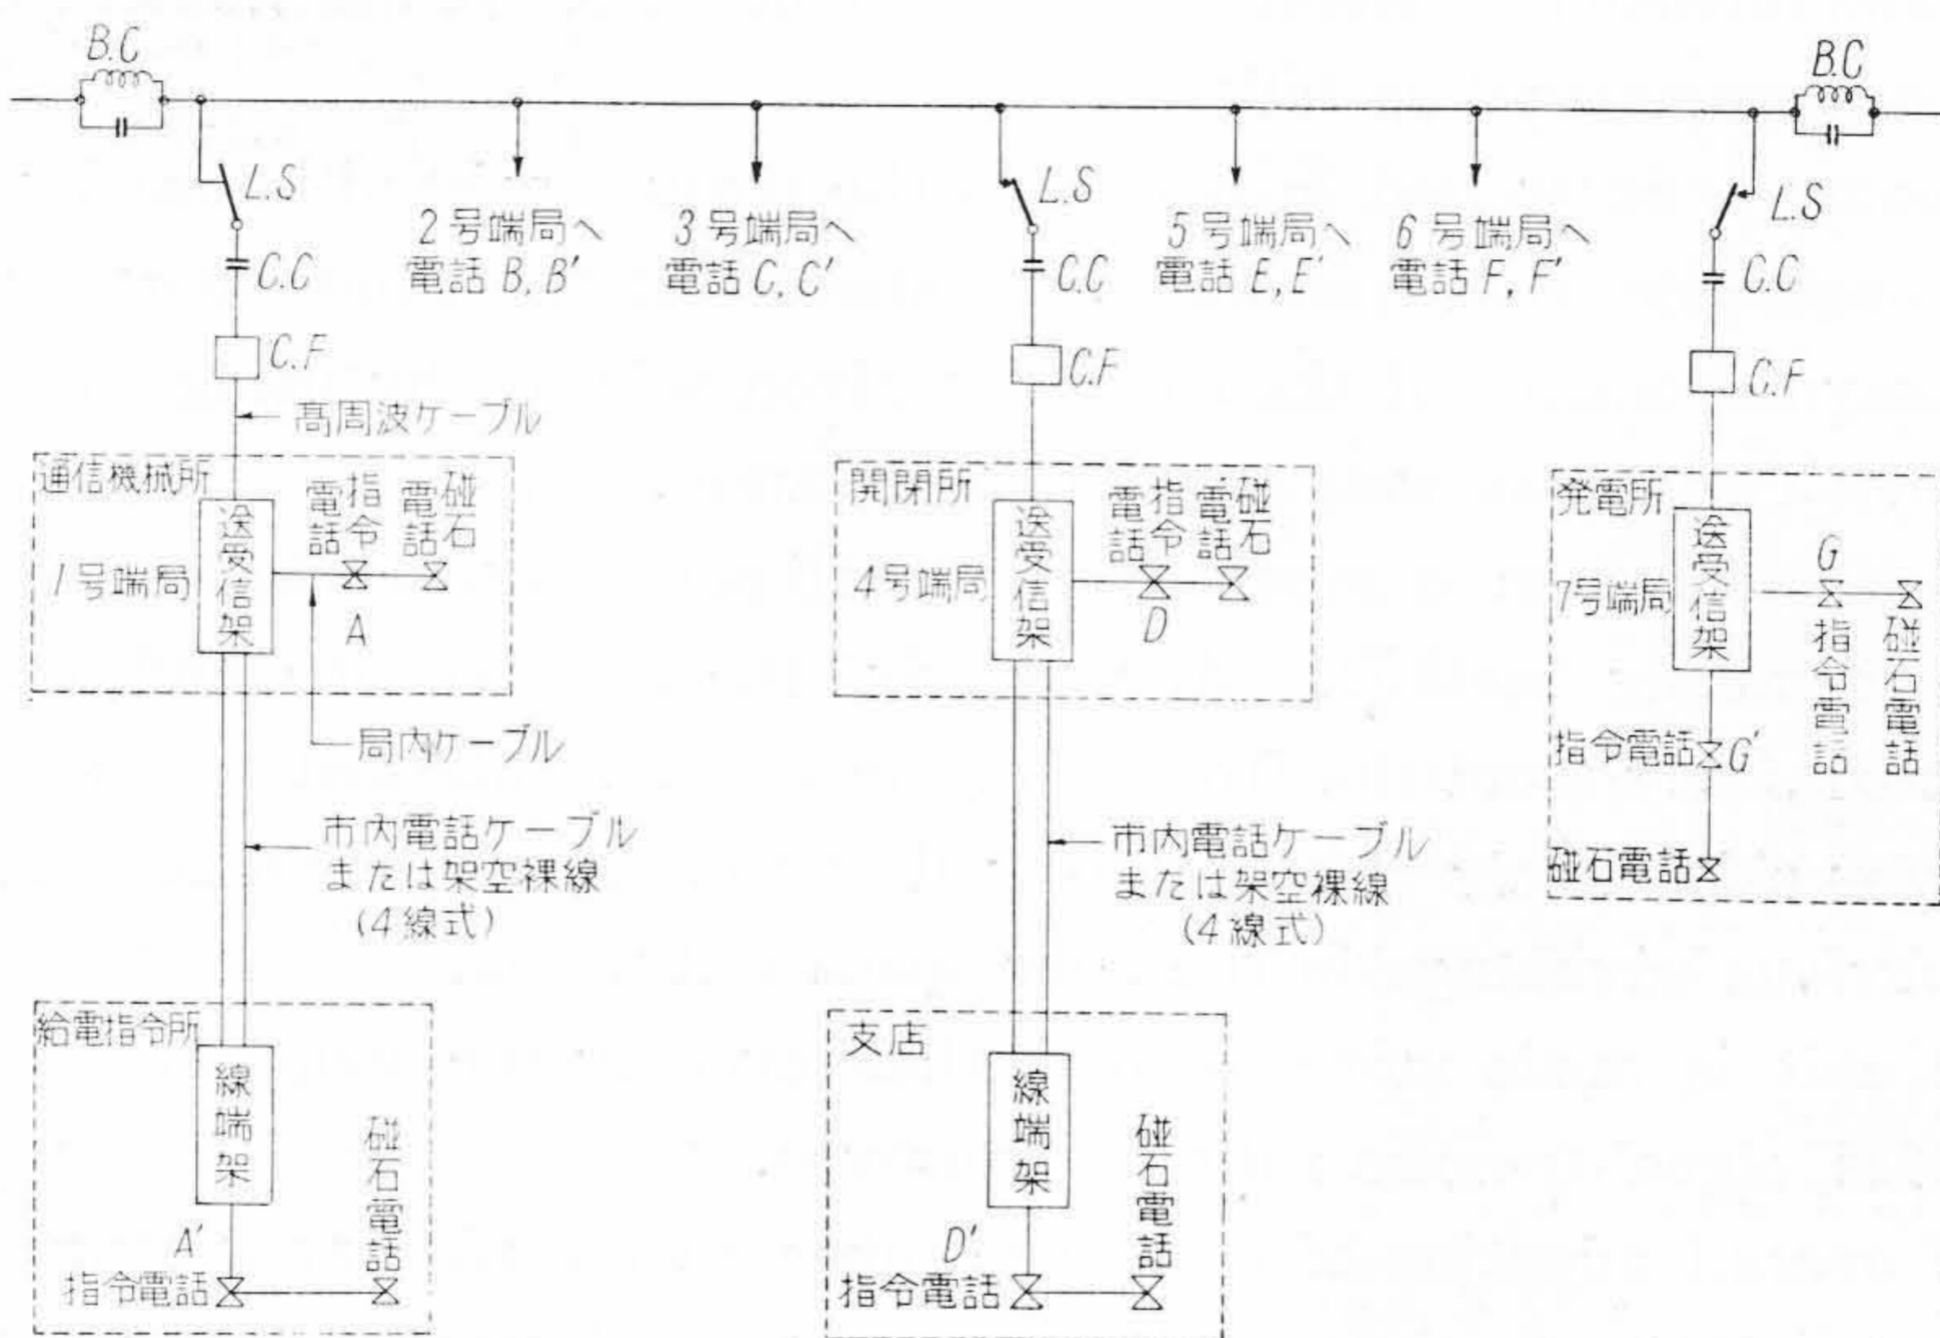 B.C
B.C
L.S
L.S
L.S
2号端局へ
電話 B, B′
3号端局へ
電話 C, C′
5号端局へ
電話 E, E′
6号端局へ
電話 F, F′
C.C
C.C
C.C
C.F
C.F
C.F
高周波ケーブル
通信機械所
指令電話
磁石電話
送受信架
1号端局
A
局内ケーブル
市内電話ケーブル
または架空裸線
(4線式)
給電指令所
線端架
磁石電話
A′
指令電話
開閉所
指令電話
磁石電話
送受信架
4号端局
D
市内電話ケーブル
または架空裸線
(4線式)
支店
線端架
磁石電話
D′
指令電話
発電所
送受信架
7号端局
G
指令電話
磁石電話
指令電話
G′
磁石電話